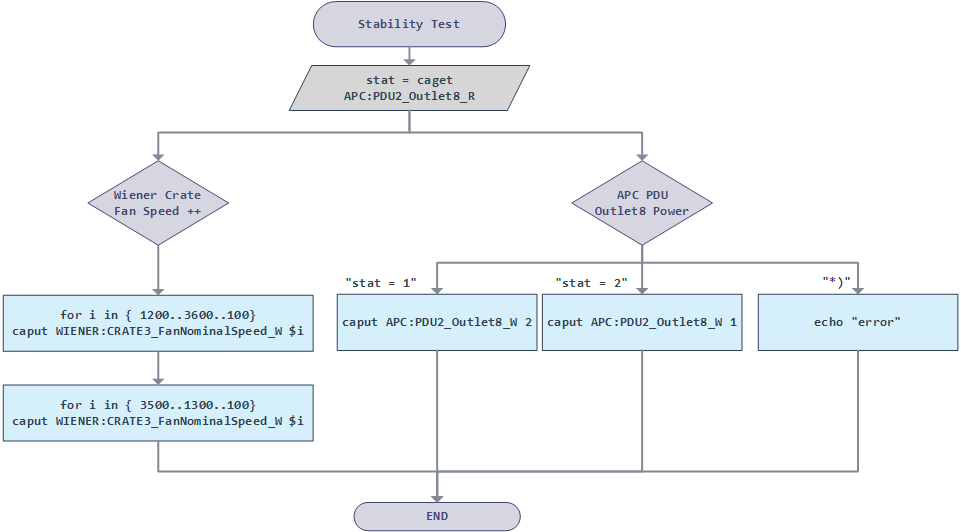 Stability Test
stat = caget
APC:PDU2_Outlet8_R
Wiener Crate
Fan Speed ++
APC PDU
Outlet8 Power
"stat = 1"
"stat = 2"
"*)"
for i in { 1200..3600..100}
caput WIENER:CRATE3_FanNominalSpeed_W $i
caput APC:PDU2_Outlet8_W 2
caput APC:PDU2_Outlet8_W 1
echo "error"
for i in { 3500..1300..100}
caput WIENER:CRATE3_FanNominalSpeed_W $i
END